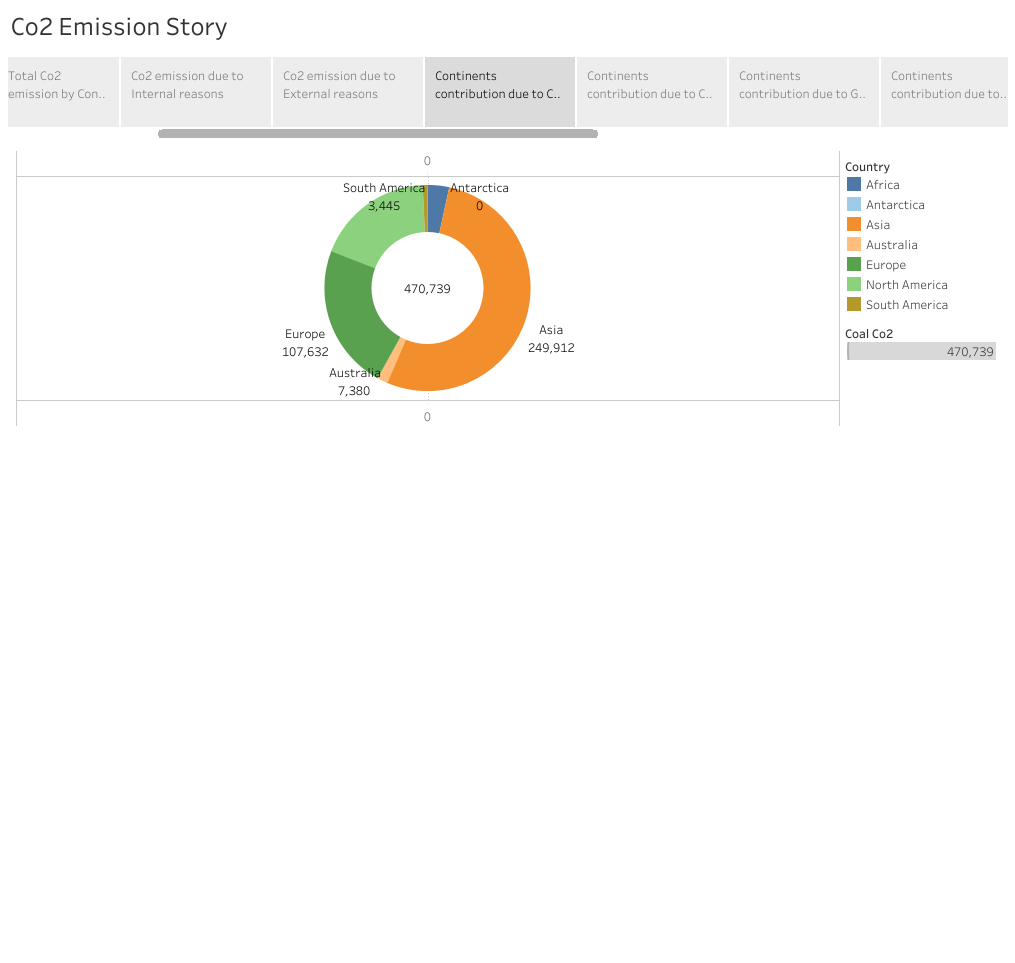 Co2 Emission Story
Total Co2
emission by Con..
Co2 emission due to
Internal reasons
Co2 emission due to
External reasons
Continents
contribution due to C..
Continents
contribution due to C..
Continents
contribution due to G..
Continents
contribution due to..
0
South America
3,445
Antarctica
0
470,739
Asia
249,912
Europe
107,632
Australia
7,380
0
Country
Africa
Antarctica
Asia
Australia
Europe
North America
South America
Coal Co2
470,739